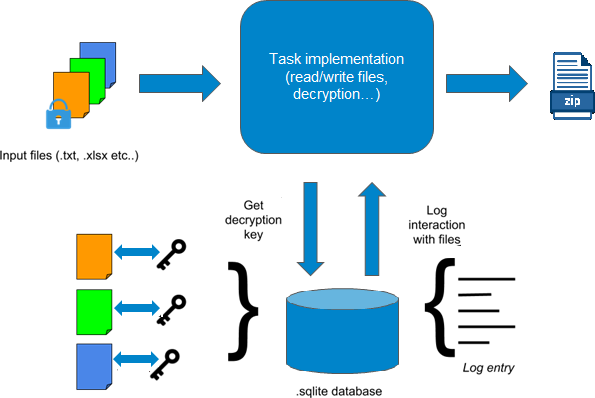 Task implementation
(read/write files,
decryption…)
zip
Input files (.txt, .xlsx etc..)
Get
decryption
key
Log
interaction
with files
.sqlite database
Log entry